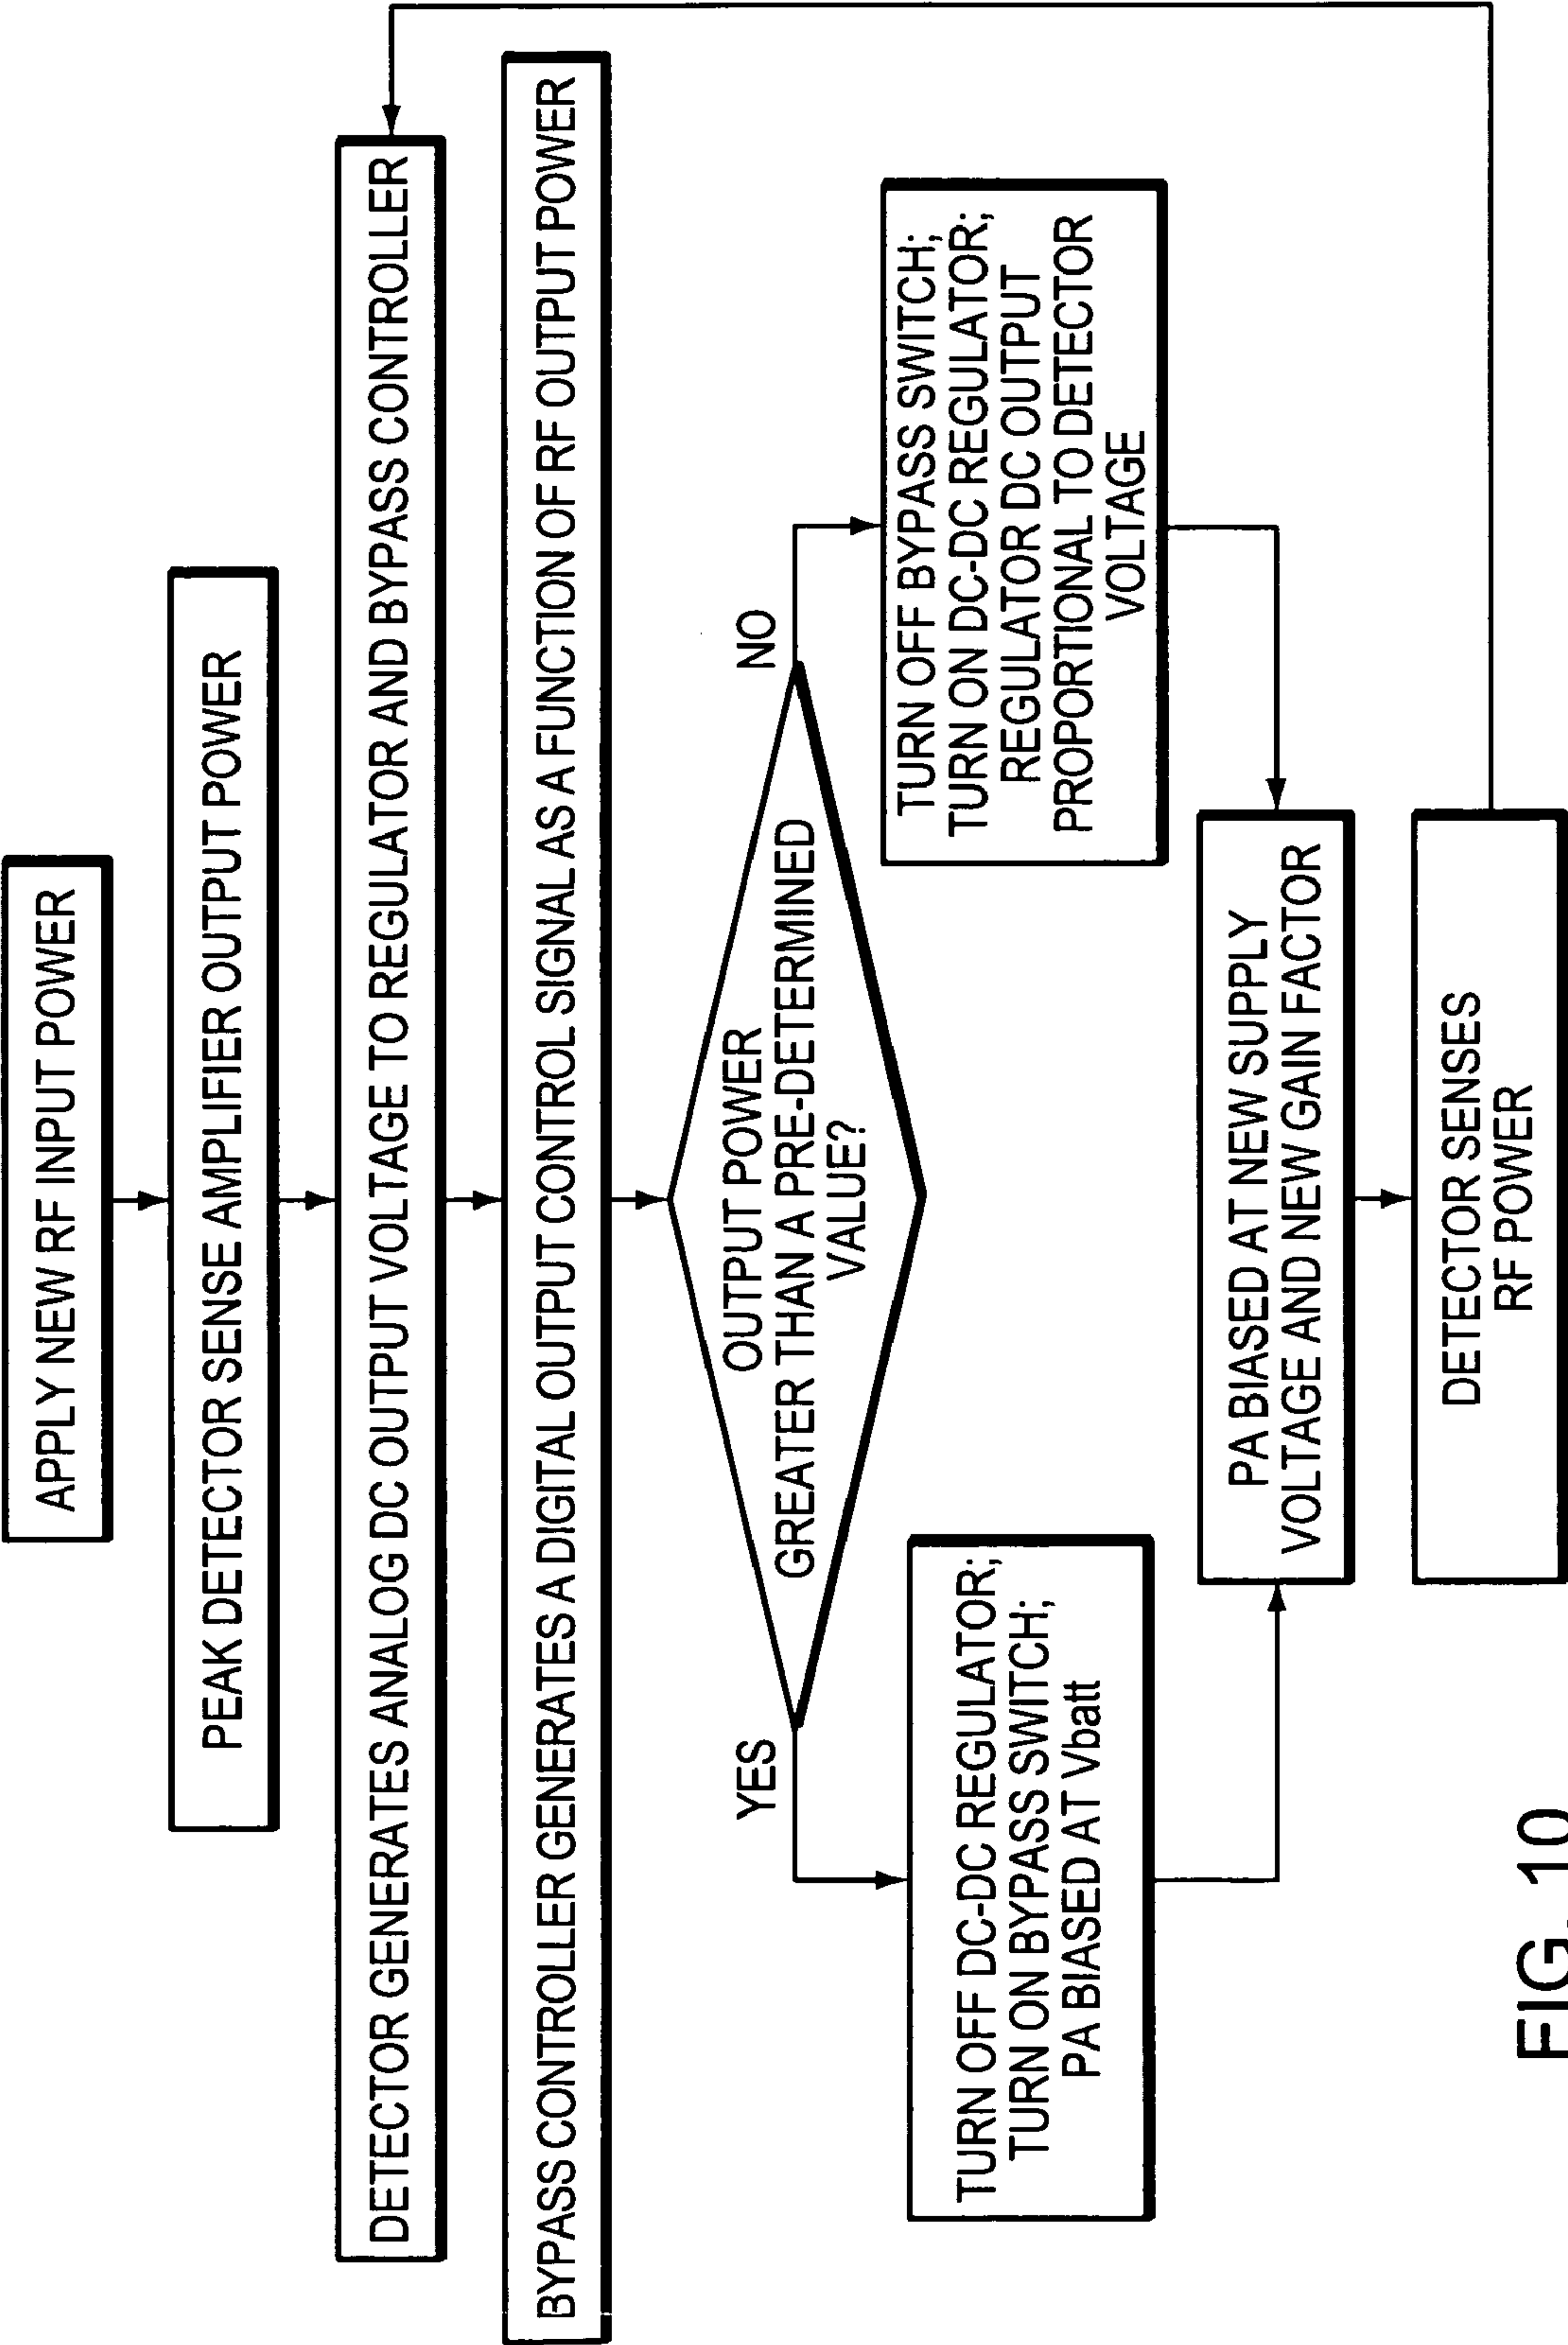 APPLY NEW RF INPUT POWER
PEAK DETECTOR SENSE AMPLIFIER OUTPUT POWER
DETECTOR GENERATES ANALOG DC OUTPUT VOLTAGE TO REGULATOR AND BYPASS CONTROLLER
BYPASS CONTROLLER GENERATES A DIGITAL OUTPUT CONTROL SIGNAL AS A FUNCTION OF RF OUTPUT POWER
OUTPUT POWER
GREATER THAN A PRE-DETERMINED
VALUE?
YES
NO
TURN OFF DC-DC REGULATOR;
TURN ON BYPASS SWITCH;
PA BIASED AT Vbatt
TURN OFF BYPASS SWITCH;
TURN ON DC-DC REGULATOR;
REGULATOR DC OUTPUT
PROPORTIONAL TO DETECTOR
VOLTAGE
PA BIASED AT NEW SUPPLY
VOLTAGE AND NEW GAIN FACTOR
DETECTOR SENSES
RF POWER
FIG. 10